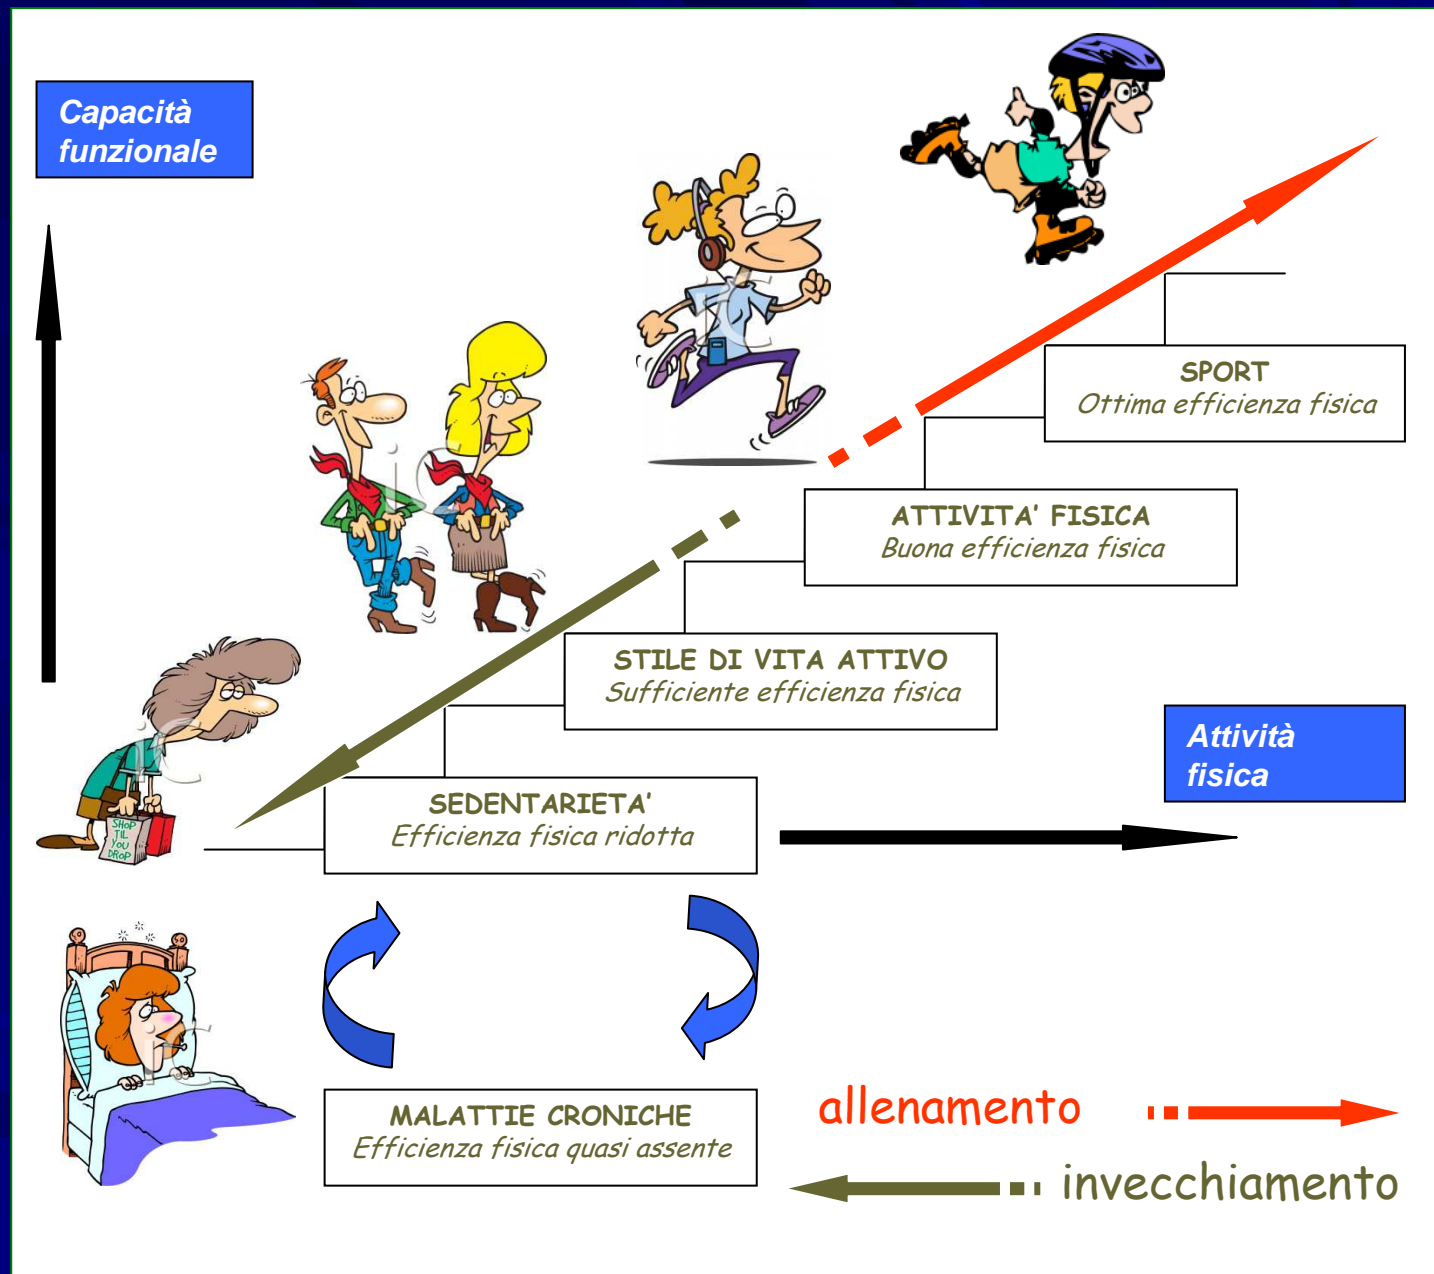 Capacità
funzionale
SPORT
Ottima efficienza fisica
ATTIVITA’ FISICA
Buona efficienza fisica
STILE DI VITA ATTIVO
Sufficiente efficienza fisica
Attività
fisica
SEDENTARIETA’
Efficienza fisica ridotta
SHOP
TIL
YOU
DROP
MALATTIE CRONICHE
Efficienza fisica quasi assente
allenamento
invecchiamento